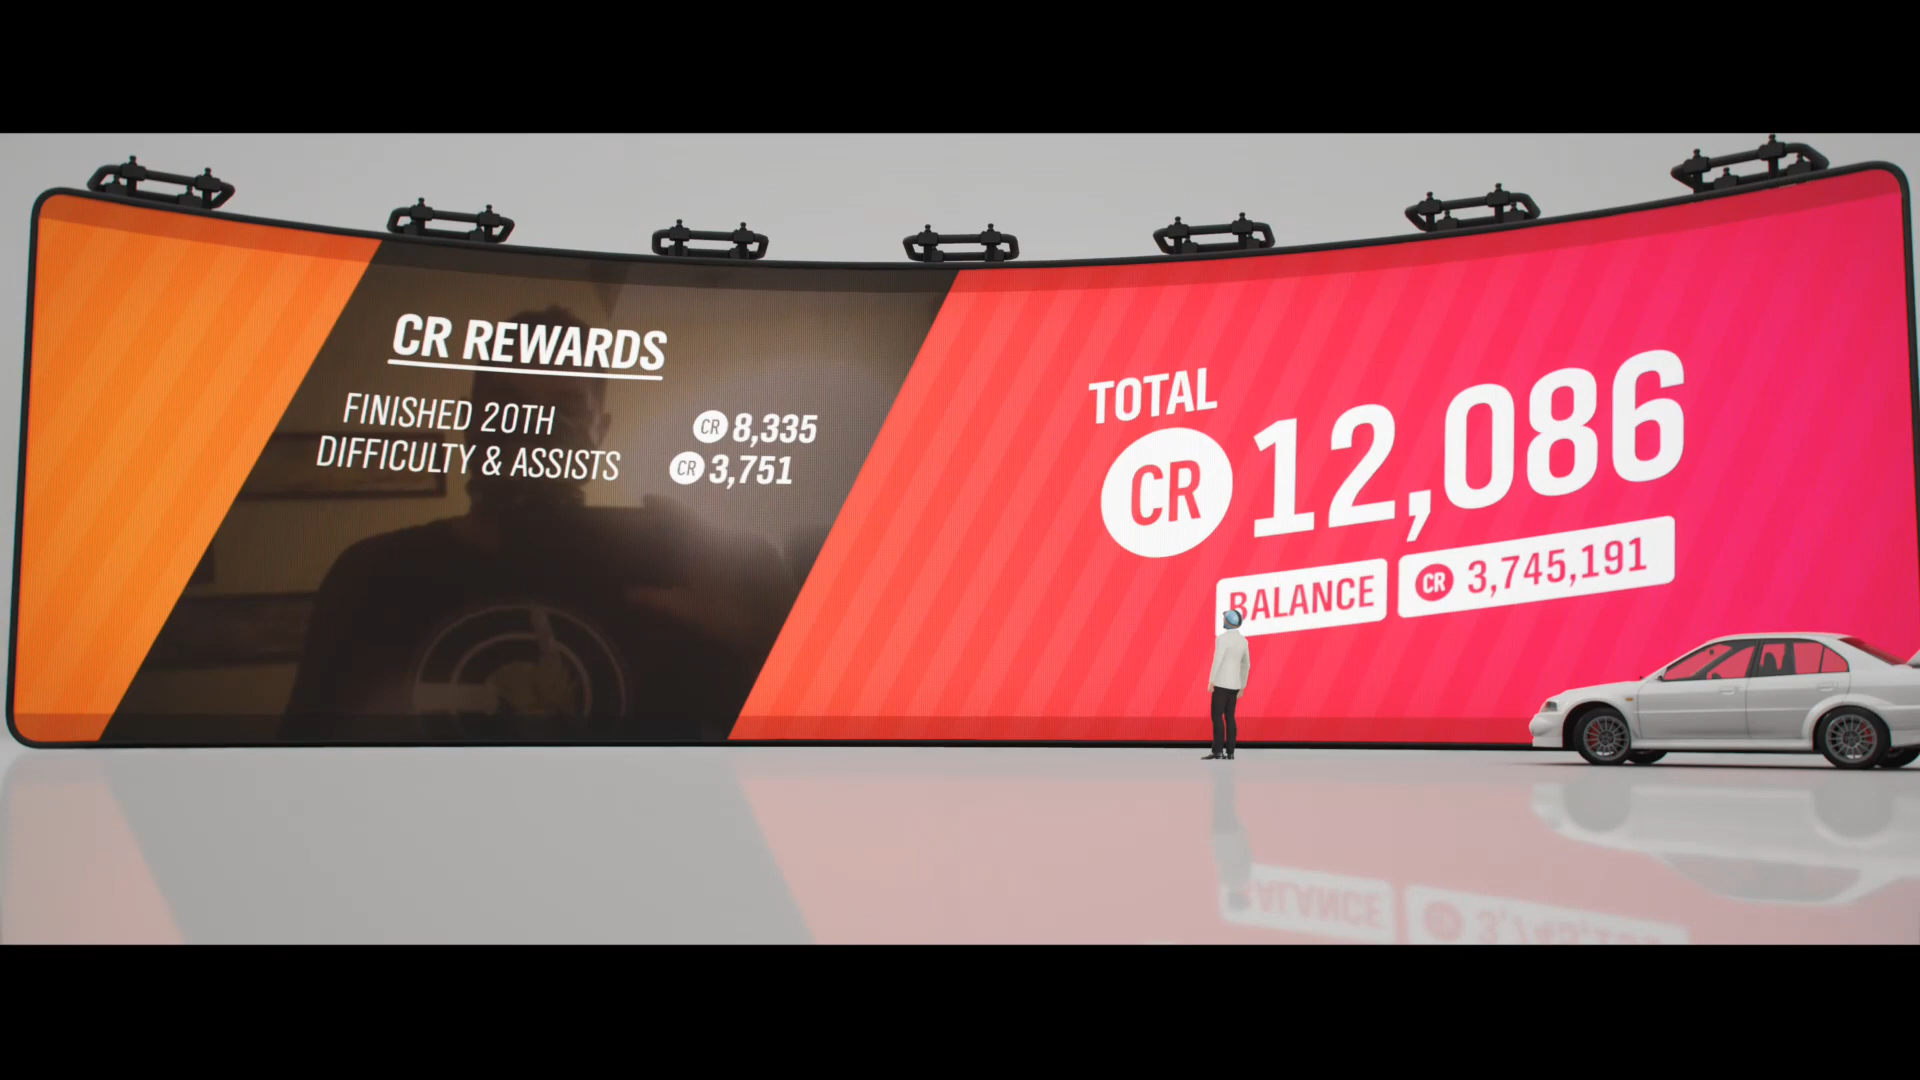 CR REWARDS
FINISHED 20TH CR 8,335
DIFFICULTY & ASSISTS CR 3,751
TOTAL
CR 12,086
BALANCE CR 3,745,191